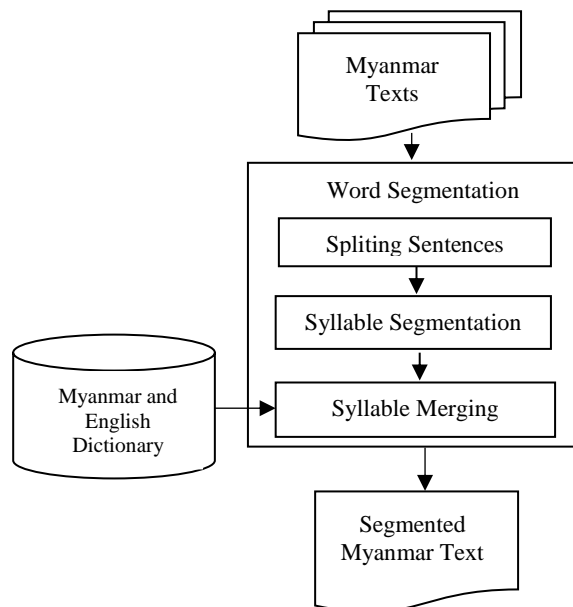 Myanmar
Texts
Word Segmentation
Spliting Sentences
Syllable Segmentation
Syllable Merging
Myanmar and
English
Dictionary
Segmented
Myanmar Text